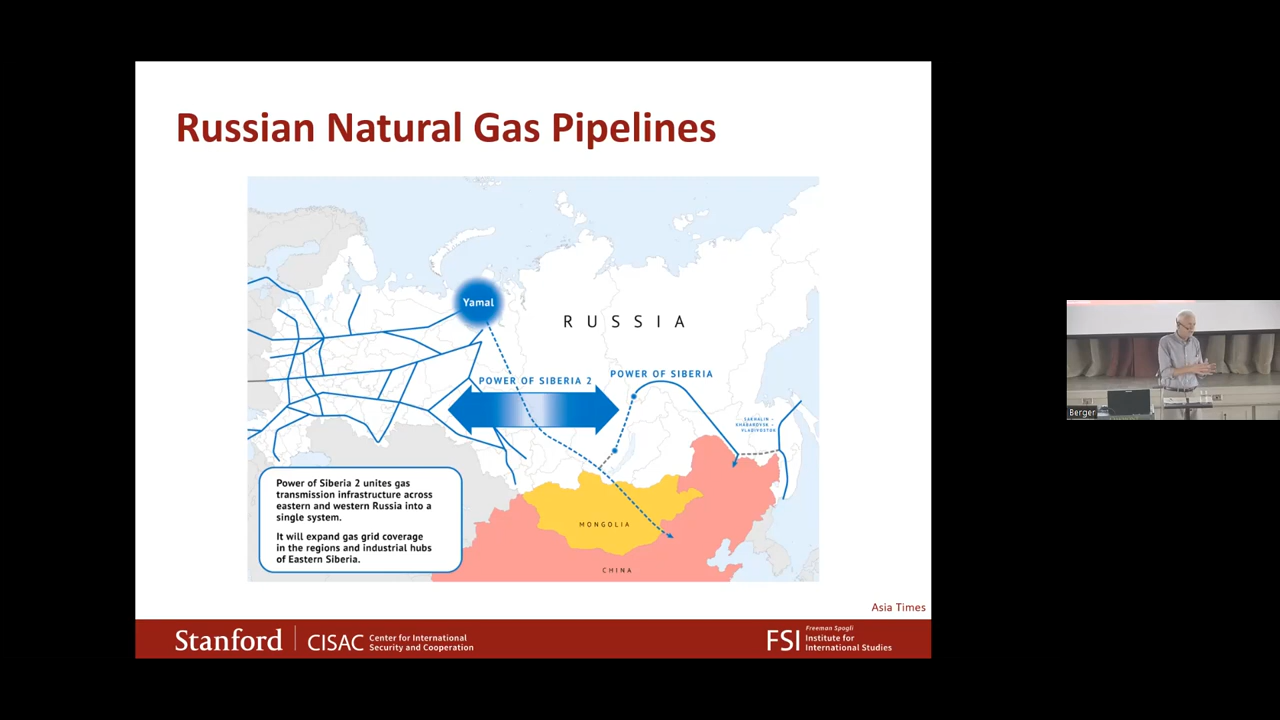 Russian Natural Gas Pipelines
Yamal
RUSSIA
POWER OF SIBERIA 2
POWER OF SIBERIA
SAKHALIN –
KHABAROVSK –
VLADIVOSTOK
Power of Siberia 2 unites gas
transmission infrastructure across
eastern and western Russia into a
single system.
It will expand gas grid coverage
in the regions and industrial hubs
of Eastern Siberia.
MONGOLIA
CHINA
Asia Times
Stanford
CISAC
Center for International
Security and Cooperation
FSI
Freeman Spogli
Institute for
International Studies
Berger